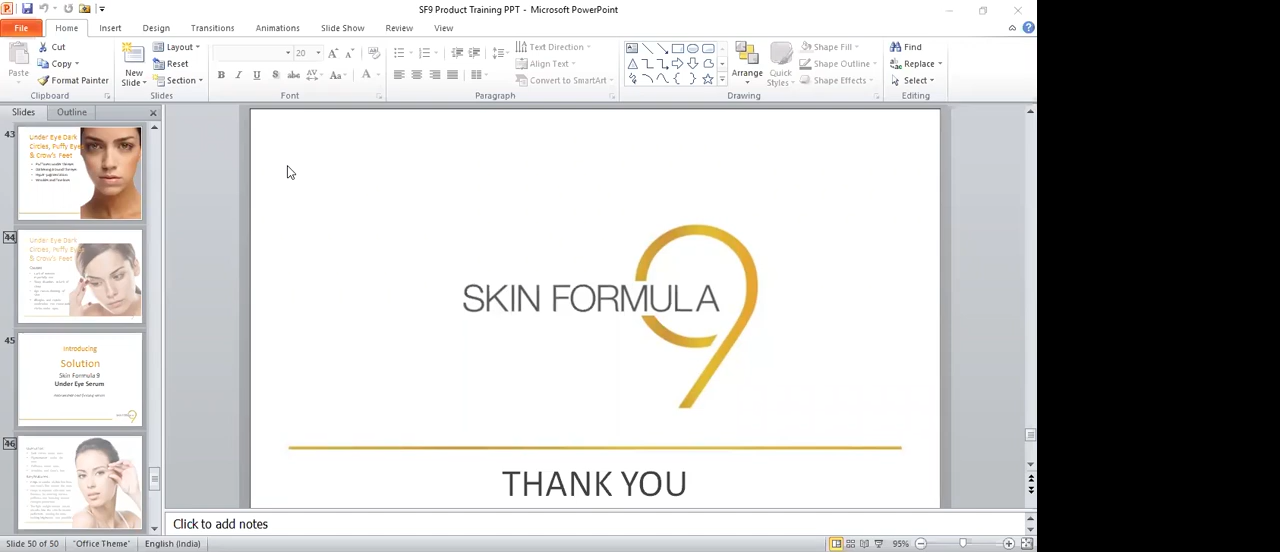 SF9 Product Training PPT - Microsoft PowerPoint
File Home Insert Design Transitions Animations Slide Show Review View
Paste
Cut
Copy
Format Painter
Clipboard
New
Slide
Layout
Reset
Section
Slides
20
B I U S abc AV Aa A
Font
Text Direction
Align Text
Convert to SmartArt
Paragraph
Arrange
Quick
Styles
Shape Fill
Shape Outline
Shape Effects
Drawing
Find
Replace
Select
Editing
Slides Outline
43
Under Eye Dark
Circles, Puffy Eye
& Crow's Feet
44
Under Eye Dark
Circles, Puffy Eye
& Crow's Feet
45
Introducing
Solution
Skin Formula 9
Under Eye Serum
46
SKIN FORMULA 9
THANK YOU
Click to add notes
Slide 50 of 50 "Office Theme" English (India) 95%